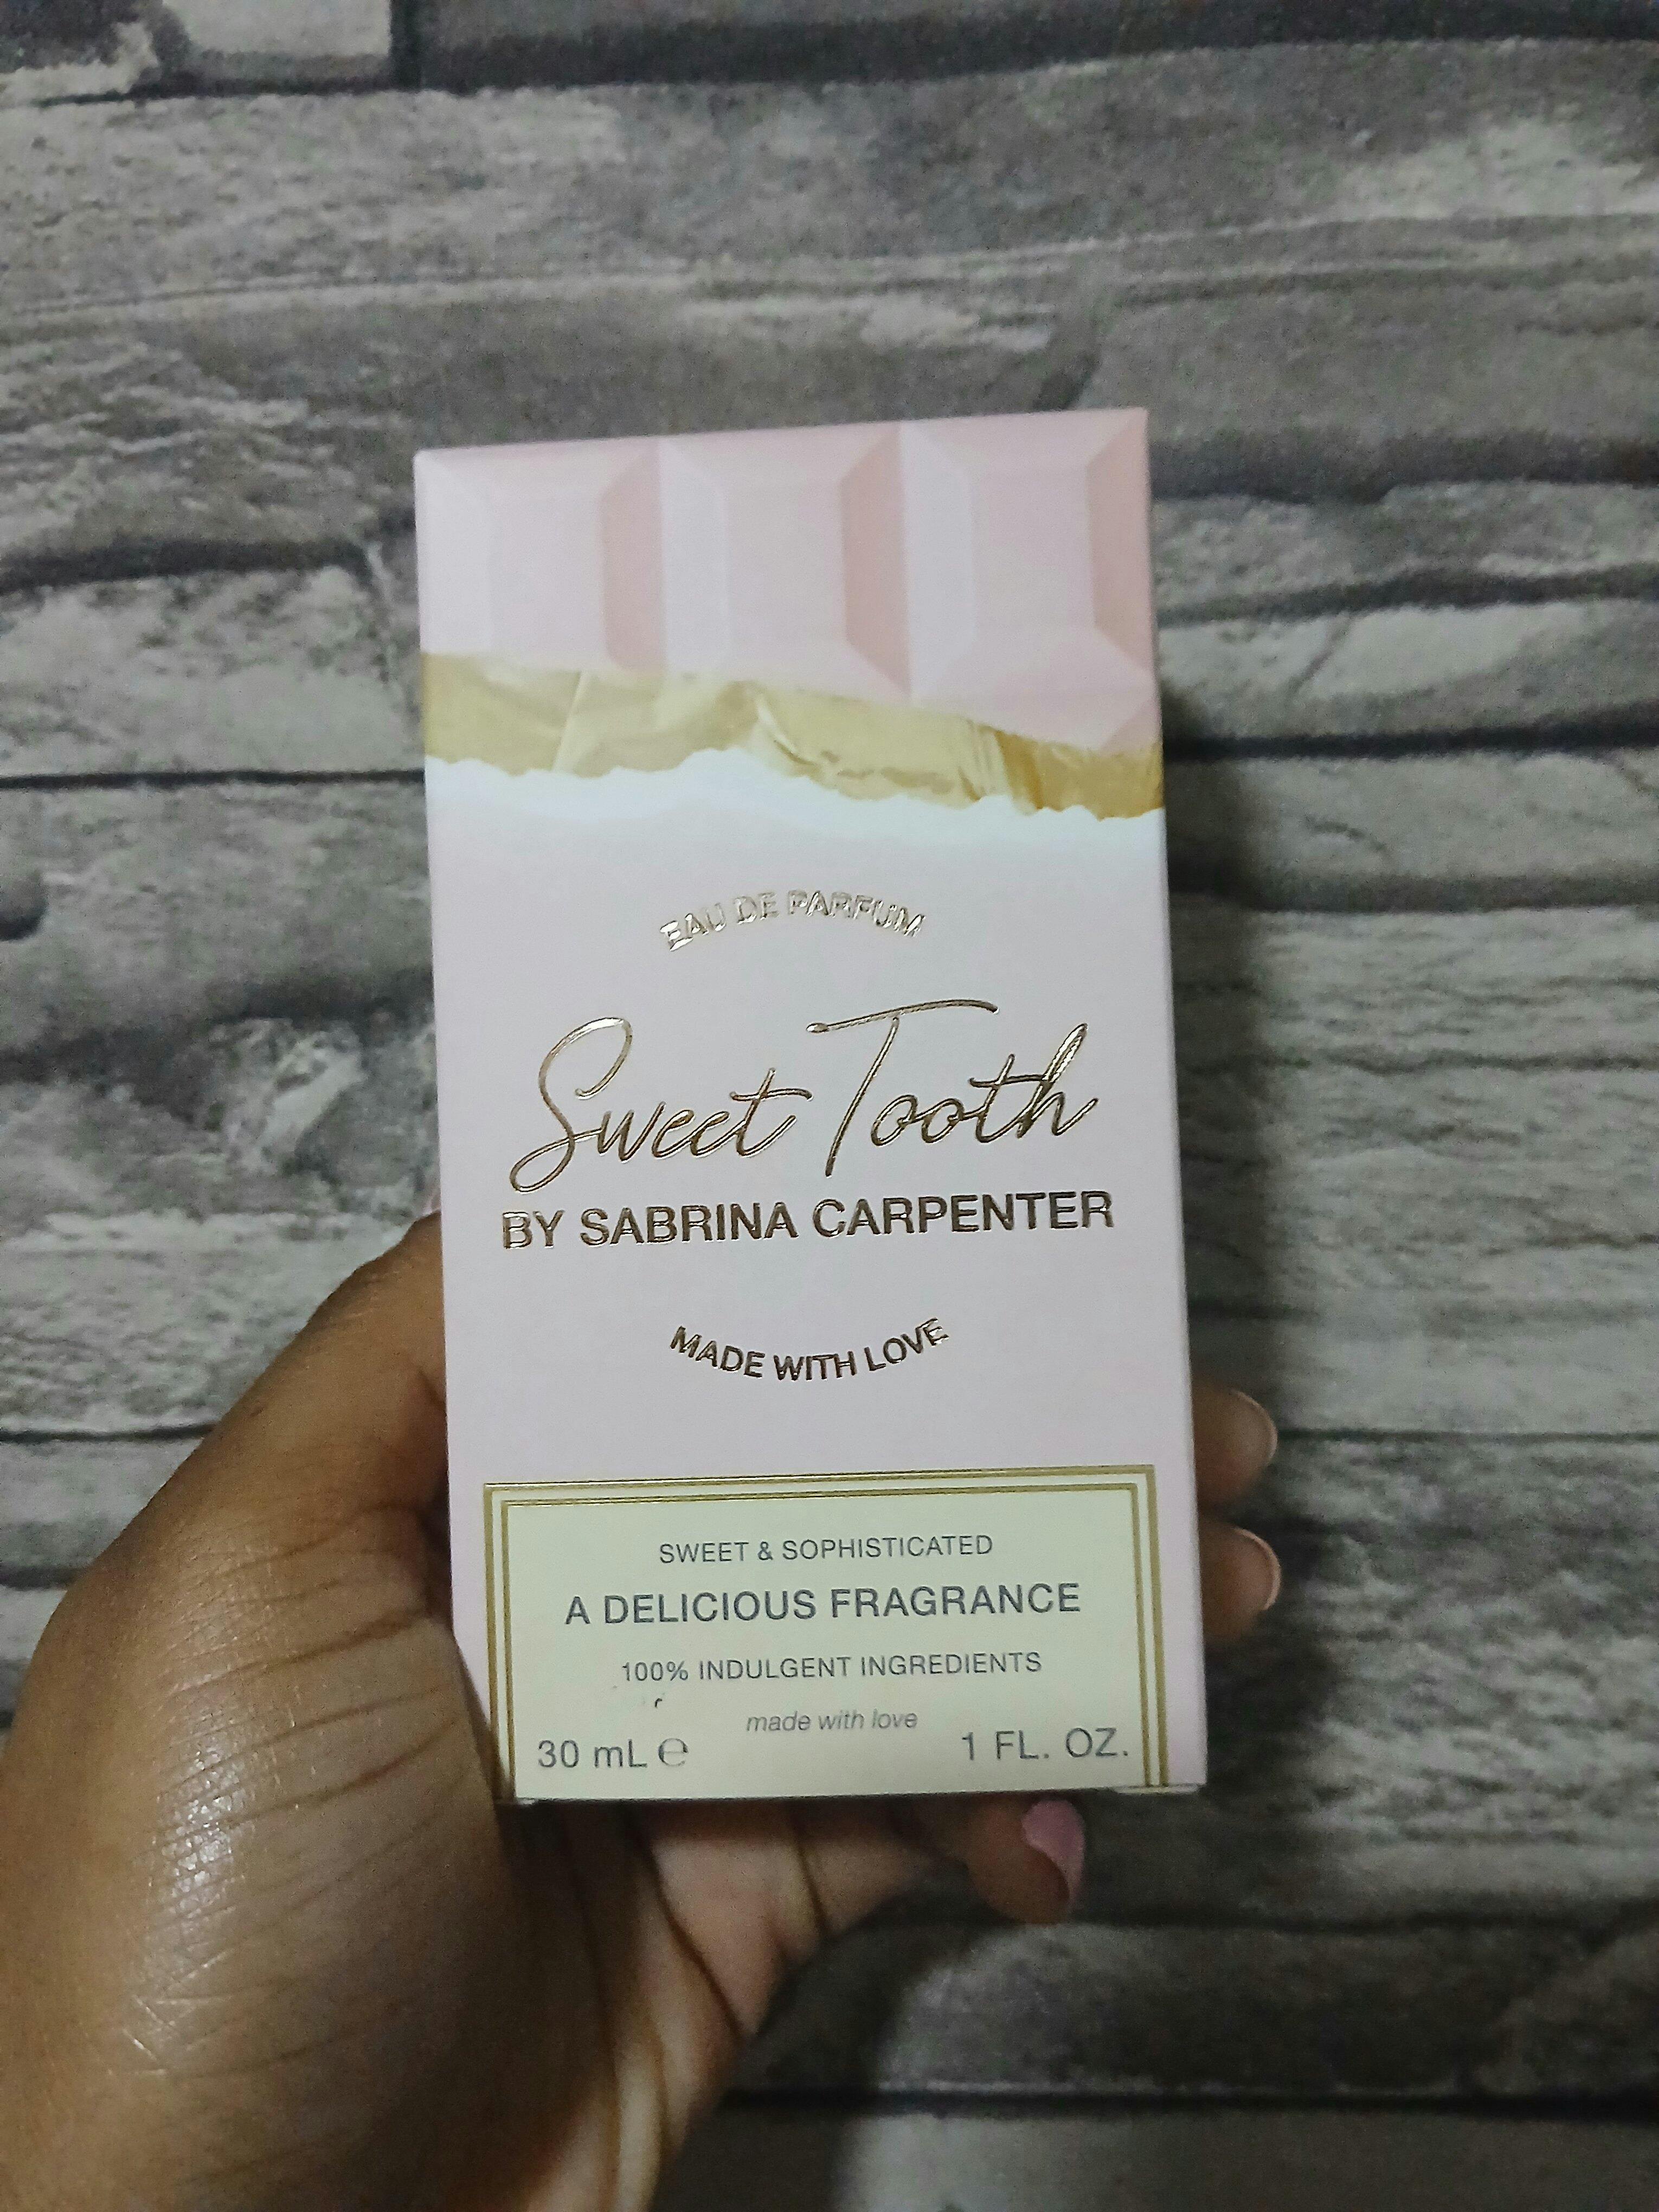 EAU DE PARFUM
Sweet Tooth
BY SABRINA CARPENTER
MADE WITH LOVE
SWEET & SOPHISTICATED
A DELICIOUS FRAGRANCE
100% INDULGENT INGREDIENTS
made with love
30 mL ℮ 1 FL. OZ.